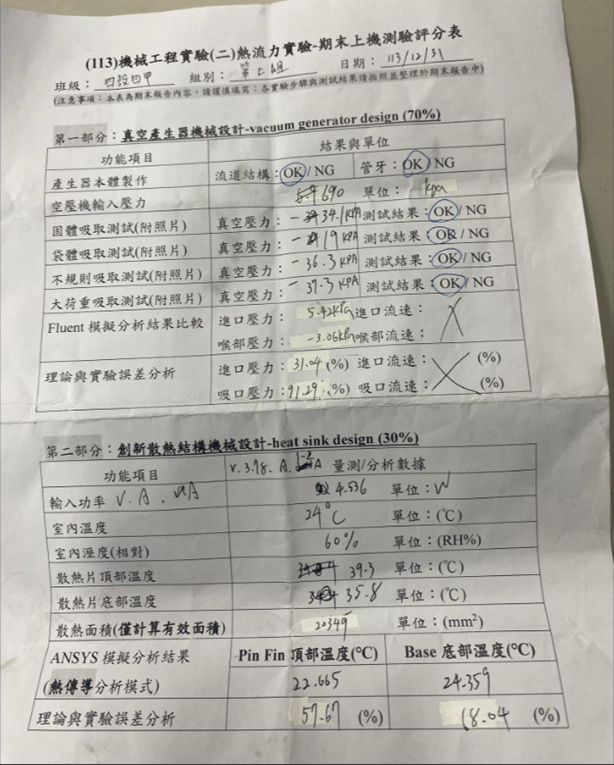 (113)機械工程實驗(二)熱流力實驗-期末上機測驗評分表
班級：四設四甲 組別：第七組 日期：113/12/31
(注意事項：本表為期末報告內容，請謹慎填寫；各實驗步驟與測試結果請拍照並整理於期末報告中)
第一部分：真空產生器機械設計-vacuum generator design (70%)
功能項目 結果與單位
產生器本體製作 流道結構：OK/ NG 管牙：OK/ NG
空壓機輸入壓力 690 單位： kpa
固體吸取測試(附照片) 真空壓力：-34.1 KPA 測試結果：OK/ NG
袋體吸取測試(附照片) 真空壓力：-19 KPA 測試結果：OK/ NG
不規則吸取測試(附照片) 真空壓力：-36.3 KPA 測試結果：OK/ NG
大荷重吸取測試(附照片) 真空壓力：-37.3 KPA 測試結果：OK/ NG
Fluent 模擬分析結果比較 進口壓力： 5.42kPa 進口流速：
喉部壓力： -3.06kPa 喉部流速：
理論與實驗誤差分析 進口壓力：31.04 (%) 進口流速： (%)
吸口壓力：91.29 (%) 吸口流速： (%)
第二部分：創新散熱結構機械設計-heat sink design (30%)
功能項目 V. 3.78. A. A 量測/分析數據
輸入功率 V. A. 4.536 單位：W
室內溫度 24°C 單位：(℃)
室內溼度(相對) 60% 單位：(RH%)
散熱片頂部溫度 39.3 單位：(℃)
散熱片底部溫度 35.8 單位：(℃)
散熱面積(僅計算有效面積) 20349 單位：(mm²)
ANSYS 模擬分析結果 Pin Fin 頂部溫度(℃) Base 底部溫度(℃)
(熱傳導分析模式) 22.665 24.359
理論與實驗誤差分析 57.67 (%) 18.04 (%)